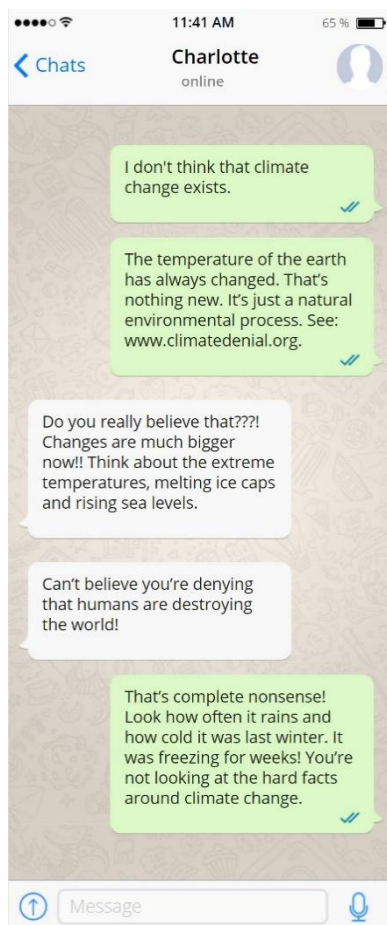 11:41 AM 65 %
Chats
Charlotte
online
I don't think that climate
change exists.
The temperature of the earth
has always changed. That's
nothing new. It's just a natural
environmental process. See:
www.climatedenial.org.
Do you really believe that???!
Changes are much bigger
now!! Think about the extreme
temperatures, melting ice caps
and rising sea levels.
Can't believe you're denying
that humans are destroying
the world!
That's complete nonsense!
Look how often it rains and
how cold it was last winter. It
was freezing for weeks! You're
not looking at the hard facts
around climate change.
Message